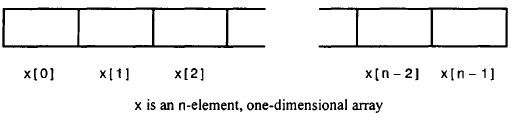 x[0] x[1] x[2] x[n - 2] x[n - 1]
x is an n-element, one-dimensional array